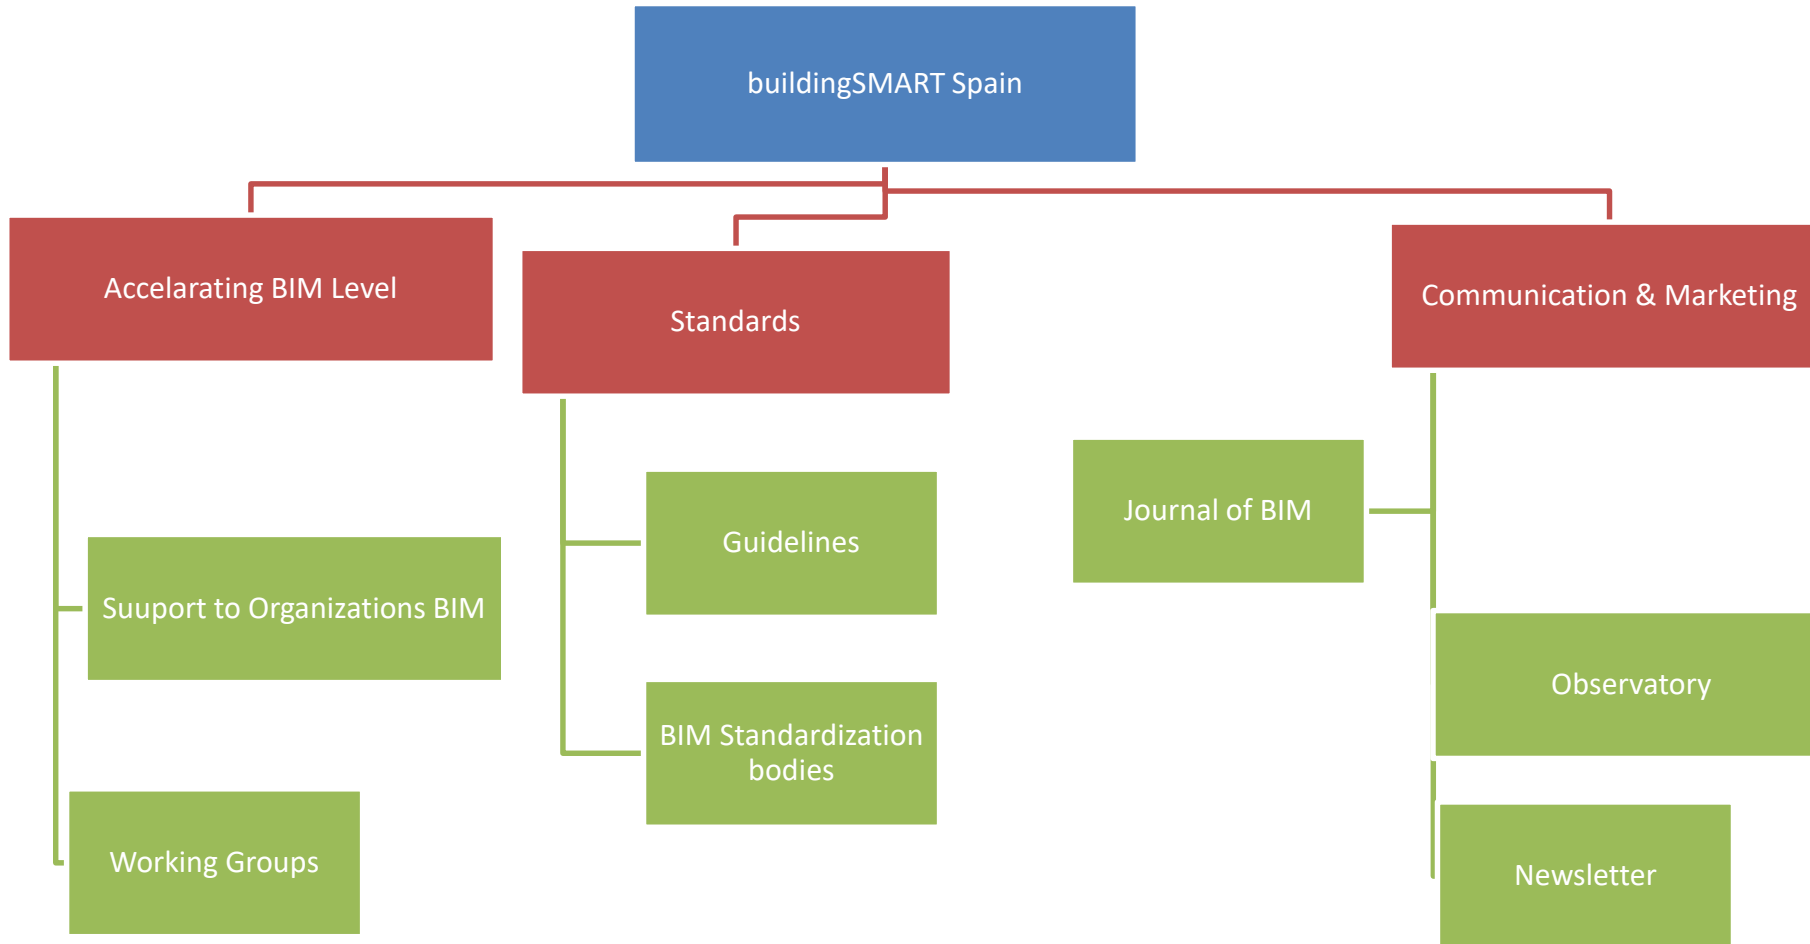 buildingSMART Spain
Accelarating BIM Level
Standards
Communication & Marketing
Suuport to Organizations BIM
Working Groups
Guidelines
BIM Standardization
bodies
Journal of BIM
Observatory
Newsletter